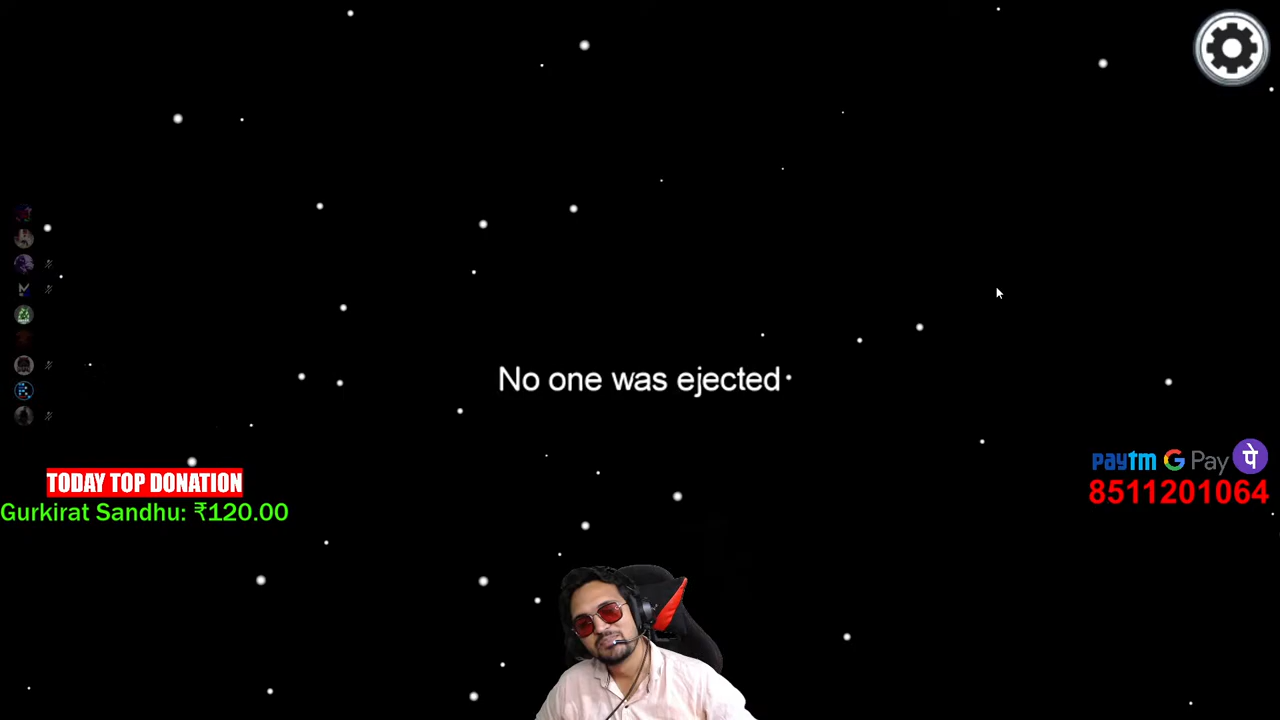 No one was ejected
TODAY TOP DONATION
Gurkirat Sandhu: ₹120.00
paytm G Pay पे
8511201064